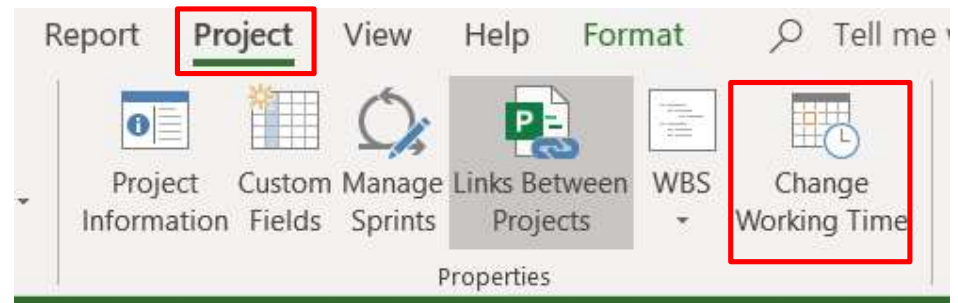 Report Project View Help Format Tell me
Project Custom Manage Links Between WBS Change
Information Fields Sprints Projects Working Time
Properties